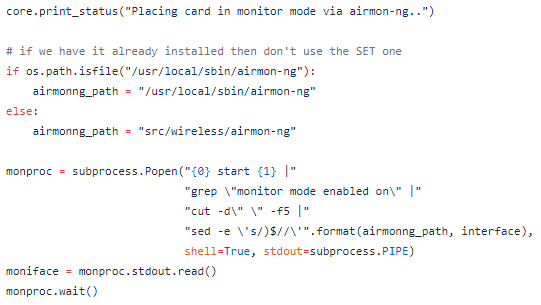 core.print_status("Placing card in monitor mode via airmon-ng..")
# if we have it already installed then don't use the SET one
if os.path.isfile("/usr/local/sbin/airmon-ng"):
    airmonng_path = "/usr/local/sbin/airmon-ng"
else:
    airmonng_path = "src/wireless/airmon-ng"
monproc = subprocess.Popen("{0} start {1} |"
                           "grep \"monitor mode enabled on\" |"
                           "cut -d\" \" -f5 |"
                           "sed -e \'s/)$//\'".format(airmonng_path, interface),
                           shell=True, stdout=subprocess.PIPE)
moniface = monproc.stdout.read()
monproc.wait()